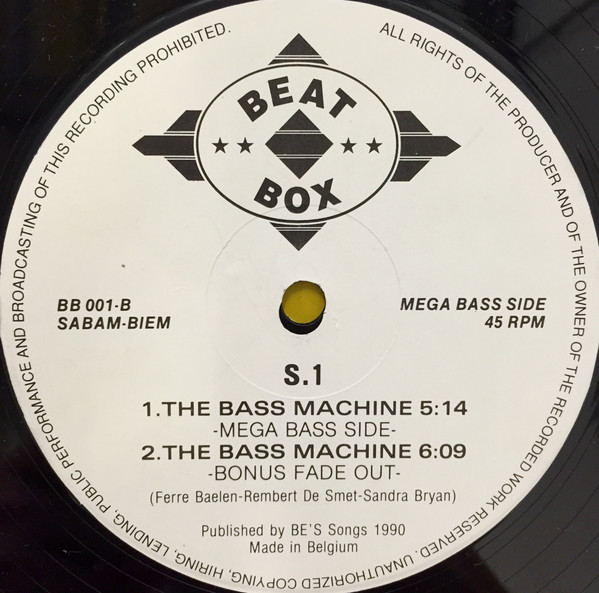 ALL RIGHTS OF THE PRODUCER AND OF THE OWNER OF THE RECORDED WORK RESERVED. UNAUTHORIZED COPYING, HIRING, LENDING, PUBLIC PERFORMANCE AND BROADCASTING OF THIS RECORDING PROHIBITED.
BEAT
BOX
BB 001-B
SABAM-BIEM
MEGA BASS SIDE
45 RPM
S.1
1.THE BASS MACHINE 5:14
-MEGA BASS SIDE-
2.THE BASS MACHINE 6:09
-BONUS FADE OUT-
(Ferre Baelen-Rembert De Smet-Sandra Bryan)
Published by BE'S Songs 1990
Made in Belgium